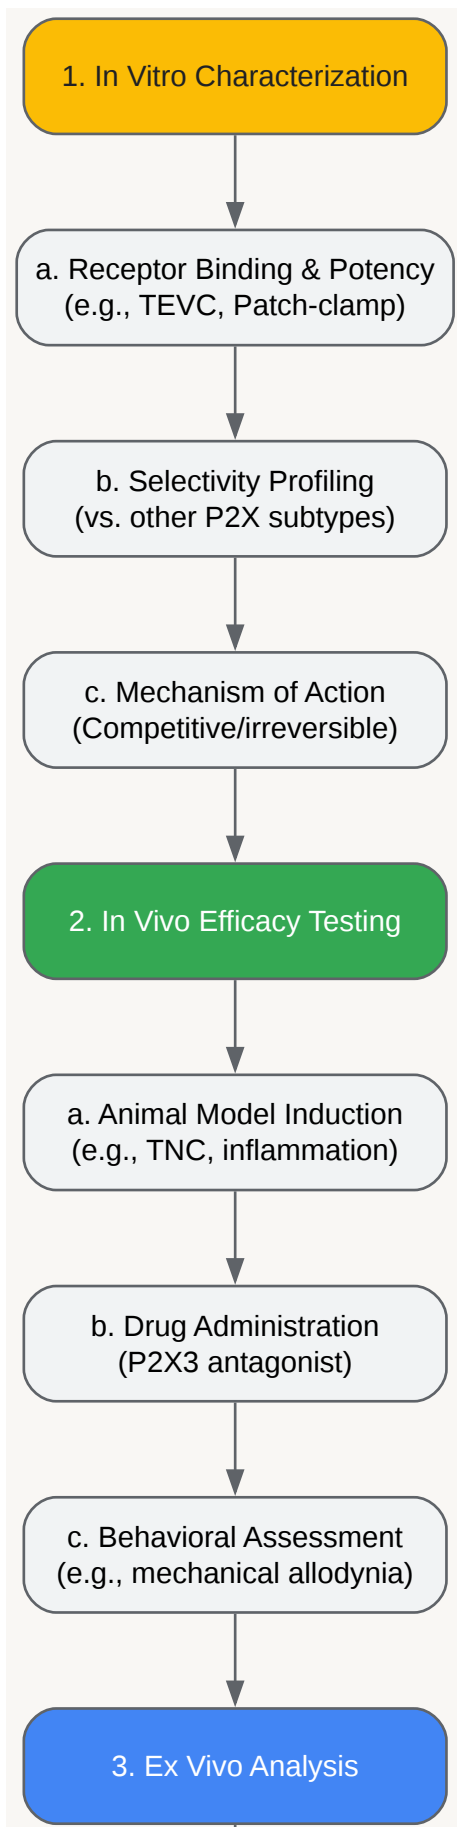 1. In Vitro Characterization
a. Receptor Binding & Potency
(e.g., TEVC, Patch-clamp)
b. Selectivity Profiling
(vs. other P2X subtypes)
c. Mechanism of Action
(Competitive/irreversible)
2. In Vivo Efficacy Testing
a. Animal Model Induction
(e.g., TNC, inflammation)
b. Drug Administration
(P2X3 antagonist)
c. Behavioral Assessment
(e.g., mechanical allodynia)
3. Ex Vivo Analysis